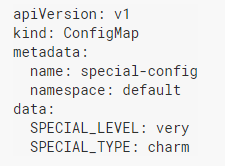 apiVersion: v1
kind: ConfigMap
metadata:
  name: special-config
  namespace: default
data:
  SPECIAL_LEVEL: very
  SPECIAL_TYPE: charm